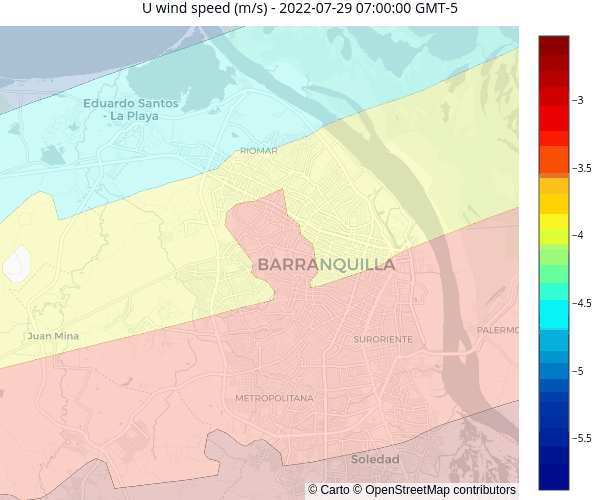 U wind speed (m/s) - 2022-07-29 07:00:00 GMT-5
Eduardo Santos
- La Playa
RIOMAR
BARRANQUILLA
Juan Mina
SURORIENTE
PALERMO
METROPOLITANA
Soledad
© Carto © OpenStreetMap contributors
−3
−3.5
−4
−4.5
−5
−5.5